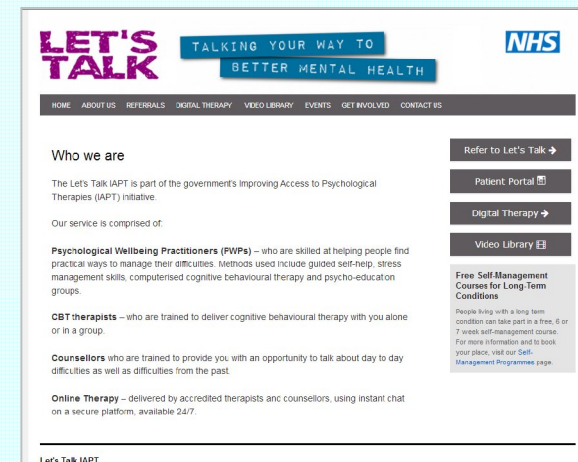 LET'S
TALK
TALKING YOUR WAY TO
BETTER MENTAL HEALTH
NHS
HOME ABOUT US REFERRALS DIGITAL THERAPY VIDEO LIBRARY EVENTS GET INVOLVED CONTACT US
Who we are
The Let's Talk IAPT is part of the government's Improving Access to Psychological
Therapies (IAPT) initiative.
Our service is comprised of:
Psychological Wellbeing Practitioners (PWPs) – who are skilled at helping people find
practical ways to manage their difficulties. Methods used include guided self-help, stress
management skills, computerised cognitive behavioural therapy and psycho-education
groups.
CBT therapists – who are trained to deliver cognitive behavioural therapy with you alone
or in a group.
Counsellors who are trained to provide you with an opportunity to talk about day to day
difficulties as well as difficulties from the past.
Online Therapy – delivered by accredited therapists and counsellors, using instant chat
on a secure platform, available 24/7.
Refer to Let's Talk →
Patient Portal
Digital Therapy →
Video Library
Free Self-Management
Courses for Long-Term
Conditions
People living with a long term
condition can take part in a free, 6 or
7 week self-management course.
For more information and to book
your place, visit our Self-
Management Programmes page.
Let's Talk IAPT